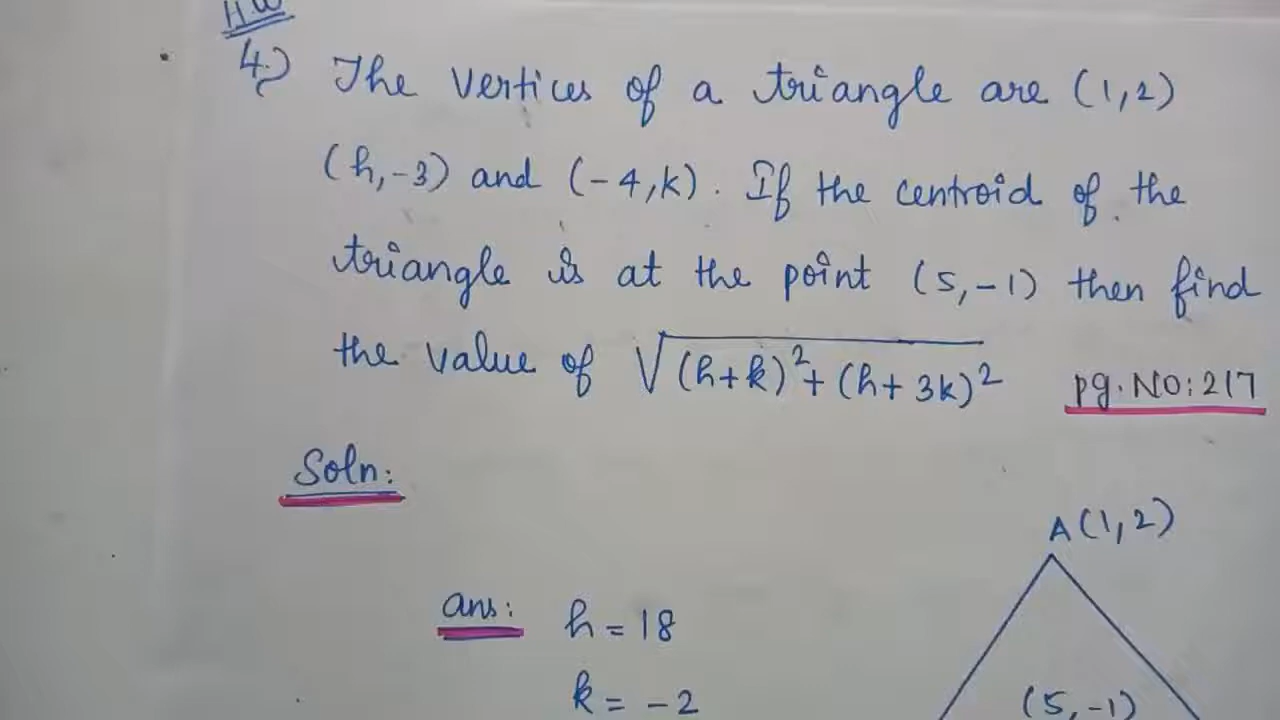 H.W
4.) The vertices of a triangle are (1,2)
(h,-3) and (-4,k). If the centroid of the
triangle is at the point (5,-1) then find
the value of √(h+k)²+(h+3k)²
pg.No:217
Soln:
A(1,2)
ans: h = 18
k = -2
(5,-1)